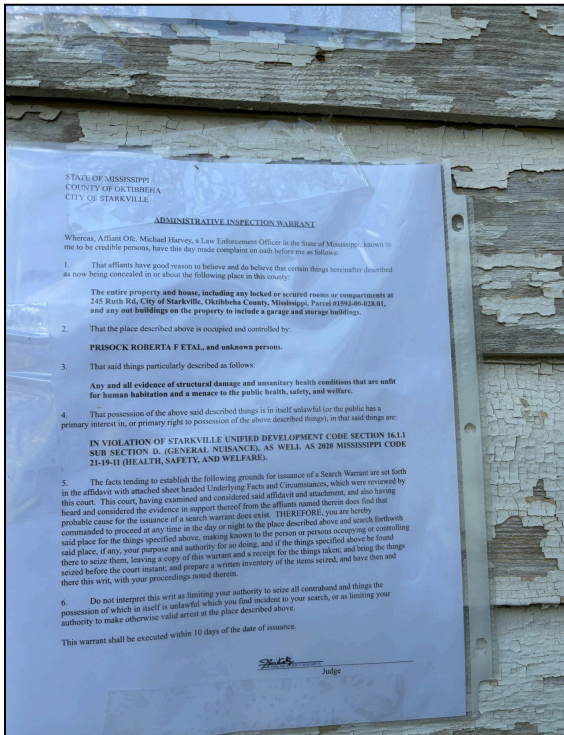 STATE OF MISSISSIPPI
COUNTY OF OKTIBBEHA
CITY OF STARKVILLE
ADMINISTRATIVE INSPECTION WARRANT
Whereas, Affiant Ofc. Michael Harvey, a Law Enforcement Officer in the State of Mississippi, known to
me to be credible persons, have this day made complaint on oath before me as follows:
1. That affiants have good reason to believe and do believe that certain things hereinafter described
as now being concealed in or about the following place in this county:
The entire property and house, including any locked or secured rooms or compartments at
245 Ruth Rd, City of Starkville, Oktibbeha County, Mississippi, Parcel #159J-00-028.01,
and any out buildings on the property to include a garage and storage buildings.
2. That the place described above is occupied and controlled by:
PRISOCK ROBERTA F ETAL, and unknown persons.
3. That said things particularly described as follows:
Any and all evidence of structural damage and unsanitary health conditions that are unfit
for human habitation and a menace to the public health, safety, and welfare.
4. That possession of the above said described things is in itself unlawful (or the public has a
primary interest in, or primary right to possession of the above described things), in that said things are:
IN VIOLATION OF STARKVILLE UNIFIED DEVELOPMENT CODE SECTION 16.1.1
SUB SECTION D. (GENERAL NUISANCE), AS WELL AS 2020 MISSISSIPPI CODE
21-19-11 (HEALTH, SAFETY, AND WELFARE).
5. The facts tending to establish the following grounds for issuance of a Search Warrant are set forth
in the affidavit with attached sheet headed Underlying Facts and Circumstances, which were reviewed by
this court. This court, having examined and considered said affidavit and attachment, and also having
heard and considered the evidence in support thereof from the affiants named therein does find that
probable cause for the issuance of a search warrant does exist. THEREFORE, you are hereby
commanded to proceed at any time in the day or night to the place described above and search forthwith
said place for the things specified above, making known to the person or persons occupying or controlling
said place, if any, your purpose and authority for so doing, and if the things specified above be found
there to seize them, leaving a copy of this warrant and a receipt for the things taken; and bring the things
seized before the court instant; and prepare a written inventory of the items seized, and have then and
there this writ, with your proceedings noted therein.
6. Do not interpret this writ as limiting your authority to seize all contraband and things the
possession of which in itself is unlawful which you find incident to your search, or as limiting your
authority to make otherwise valid arrest at the place described above.
This warrant shall be executed within 10 days of the date of issuance.
Judge